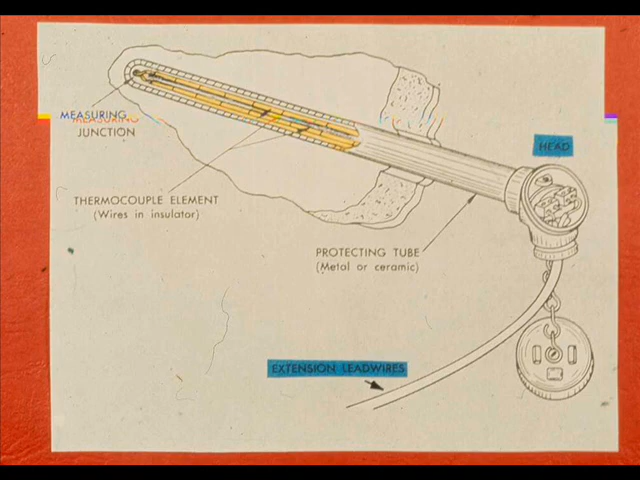 MEASURING
JUNCTION
HEAD
THERMOCOUPLE ELEMENT
(Wires in insulator)
PROTECTING TUBE
(Metal or ceramic)
EXTENSION LEADWIRES